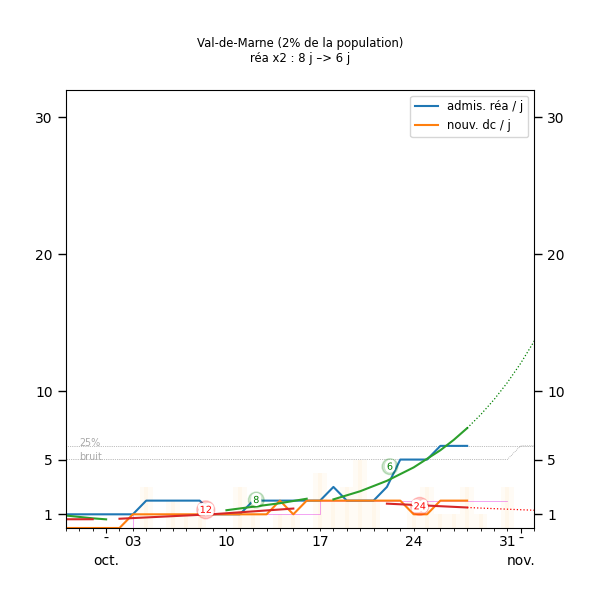 Val-de-Marne (2% de la population)
réa x2 : 8 j –> 6 j
admis. réa / j
nouv. dc / j
30
30
20
20
10
10
25%
bruit
5
5
6
8
12
24
1
1
- 03 10 17 24 31 -
oct. nov.